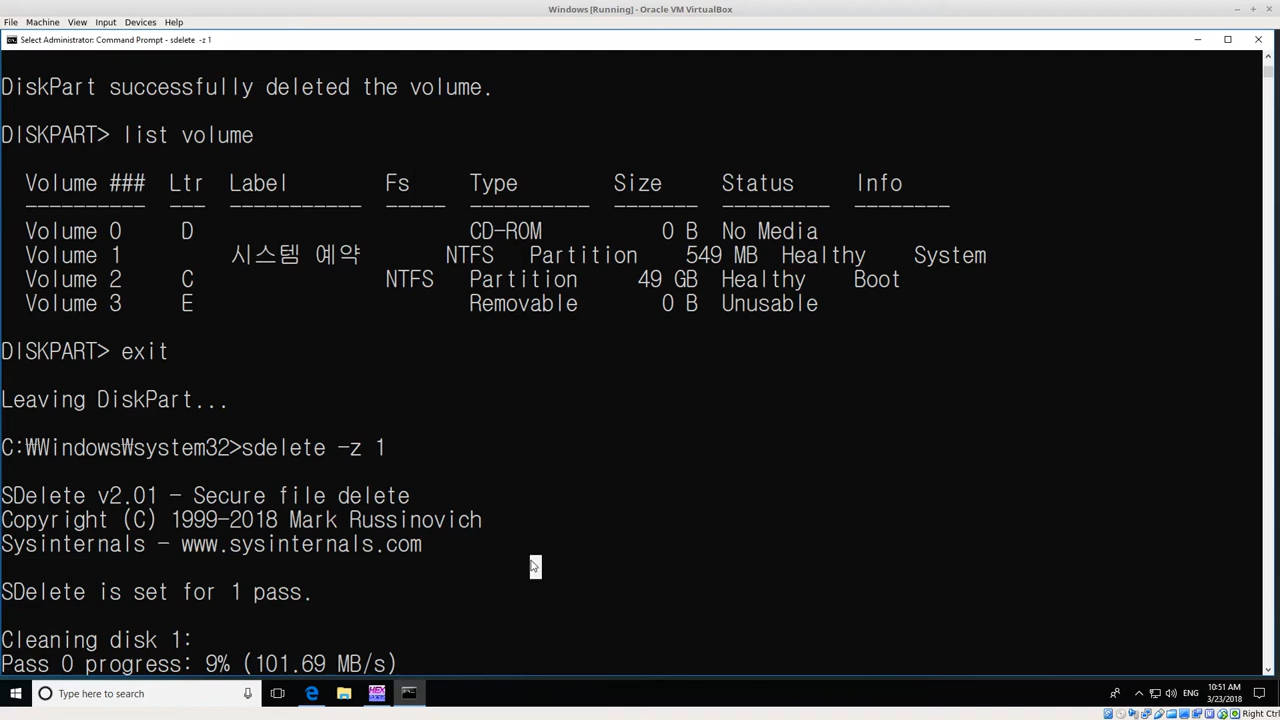 Windows [Running] - Oracle VM VirtualBox
File Machine View Input Devices Help
Select Administrator: Command Prompt - sdelete -z 1
DiskPart successfully deleted the volume.
DISKPART> list volume
Volume ### Ltr Label Fs Type Size Status Info
---------- --- ----------- ----- ---------- ------- --------- --------
Volume 0 D CD-ROM 0 B No Media
Volume 1 시스템 예약 NTFS Partition 549 MB Healthy System
Volume 2 C NTFS Partition 49 GB Healthy Boot
Volume 3 E Removable 0 B Unusable
DISKPART> exit
Leaving DiskPart...
C:₩Windows₩system32>sdelete -z 1
SDelete v2.01 - Secure file delete
Copyright (C) 1999-2018 Mark Russinovich
Sysinternals - www.sysinternals.com
SDelete is set for 1 pass.
Cleaning disk 1:
Pass 0 progress: 9% (101.69 MB/s)
Type here to search
HEX
ENG
10:51 AM
3/23/2018
Right Ctrl